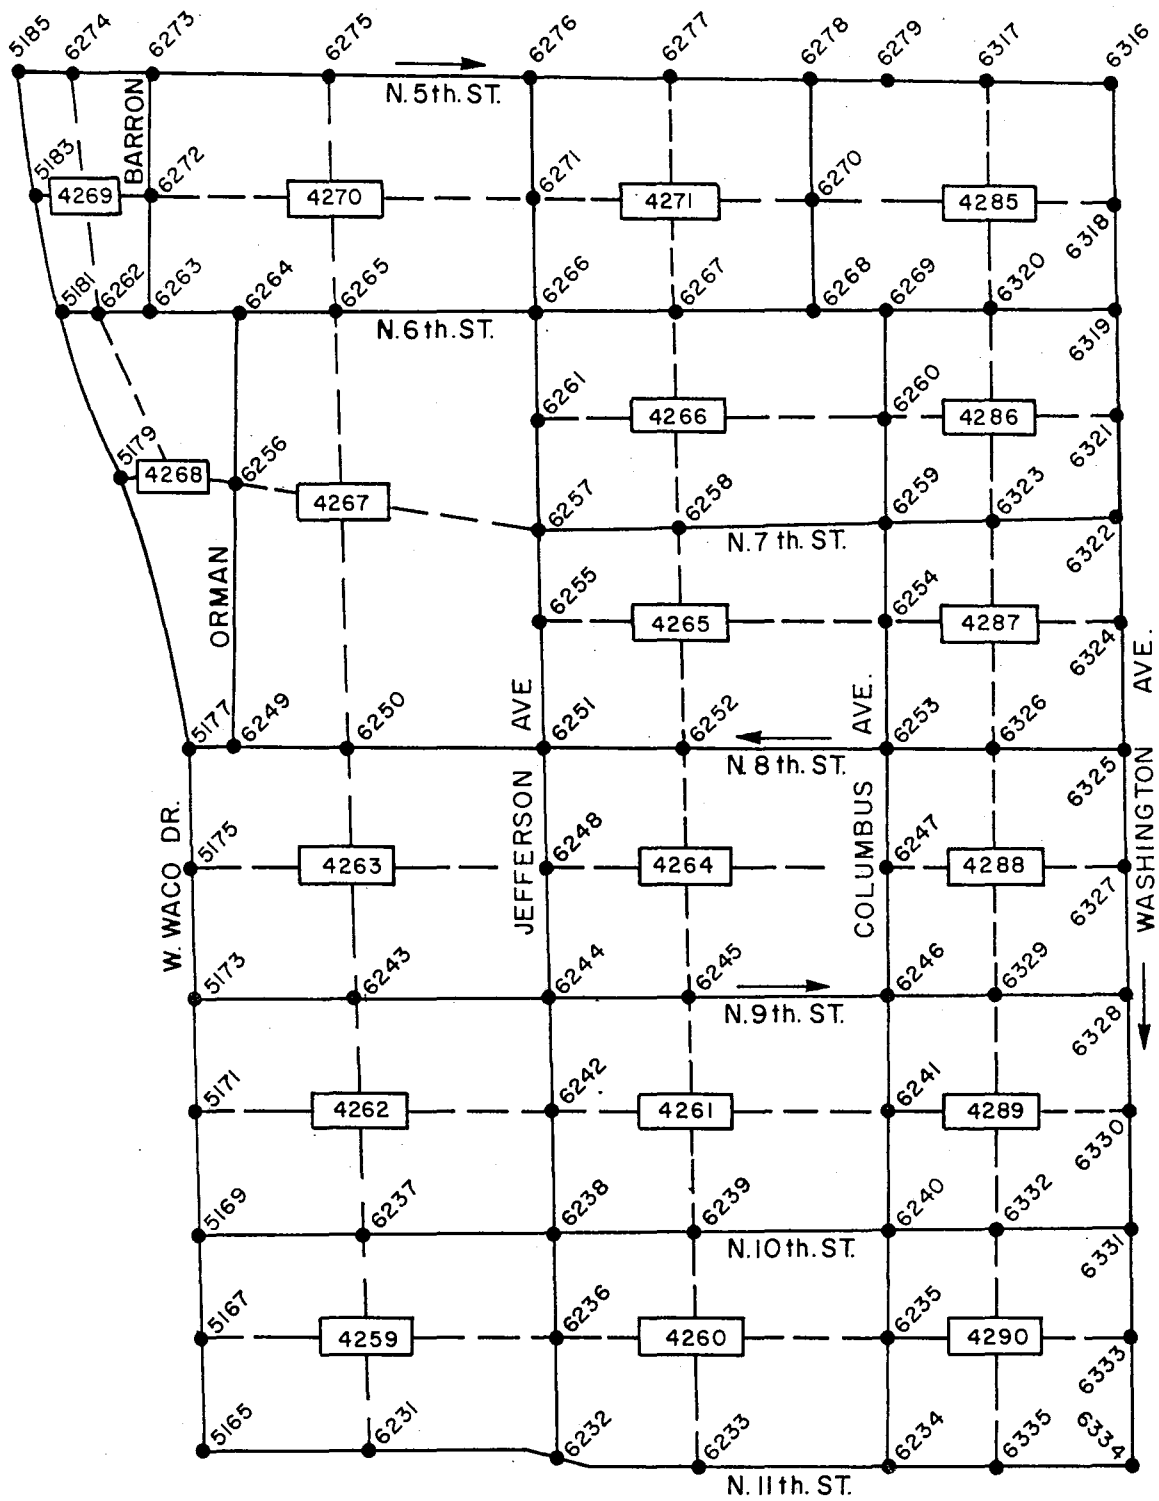 5185 6274 6273 6275 6276 6277 6278 6279 6317 6316
N. 5th. ST.
BARRON
5183 6272 6271 6270
4269 4270 4271 4285
6318
5181 6262 6263 6264 6265 6266 6267 6268 6269 6320
N. 6th. ST.
6319
6261 6260
4266 4286
6321
5179 6256
4268 4267
6257 6258 6259 6323
N. 7th. ST.
6322
ORMAN
6255 6254
4265 4287
6324
5177 6249 6250 6251 6252 6253 6326
N. 8th. ST.
6325
W. WACO DR.
JEFFERSON AVE.
COLUMBUS AVE.
WASHINGTON AVE.
5175 6248 6247
4263 4264 4288
6327
5173 6243 6244 6245 6246 6329
N. 9th. ST.
6328
5171 6242 6241
4262 4261 4289
6330
5169 6237 6238 6239 6240 6332
N. 10th. ST.
6331
5167 6236 6235
4259 4260 4290
6333
5165 6231 6232 6233 6234 6335 6334
N. 11th. ST.